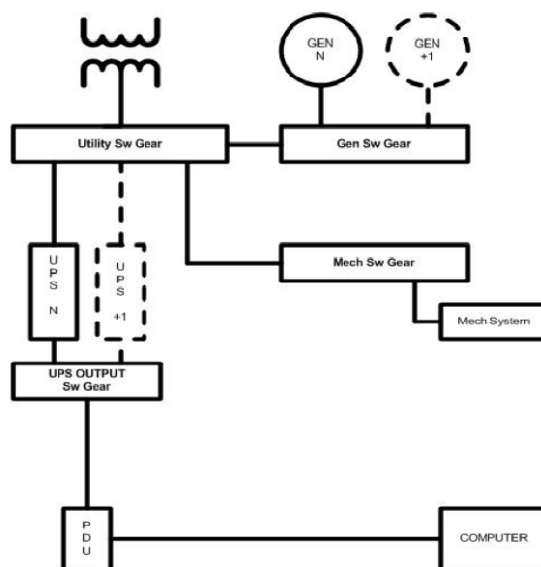 GEN
N
GEN
+1
Utility Sw Gear
Gen Sw Gear
U
P
S
N
U
P
S
+1
Mech Sw Gear
Mech System
UPS OUTPUT
Sw Gear
P
D
U
COMPUTER